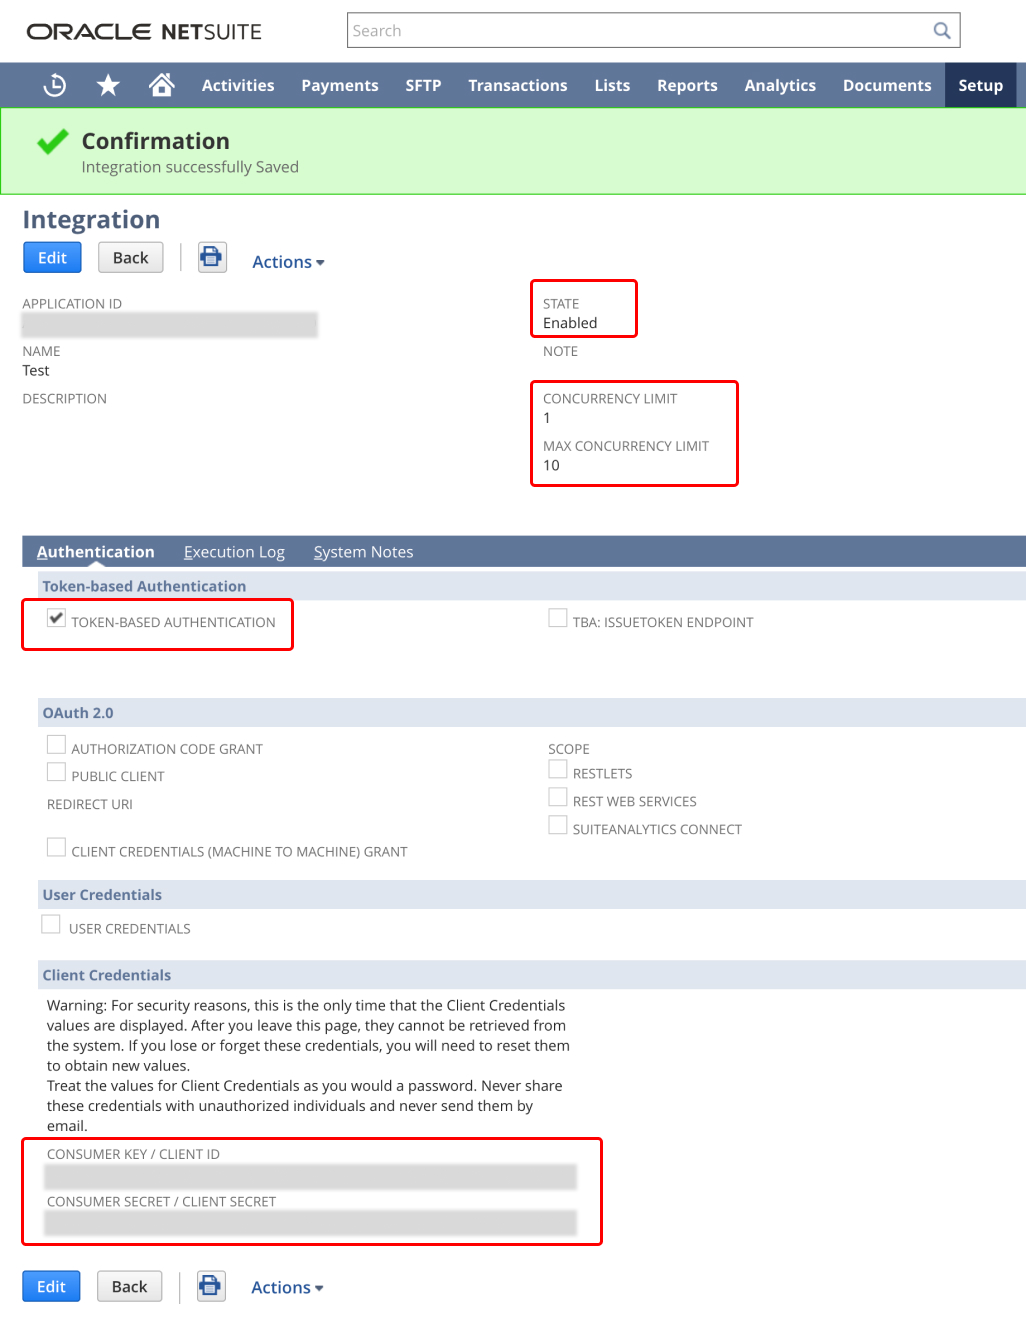 ORACLE NETSUITE
Search
Activities Payments SFTP Transactions Lists Reports Analytics Documents Setup
Confirmation
Integration successfully Saved
Integration
Edit Back Actions
APPLICATION ID
STATE
Enabled
NAME
Test
NOTE
DESCRIPTION
CONCURRENCY LIMIT
1
MAX CONCURRENCY LIMIT
10
Authentication Execution Log System Notes
Token-based Authentication
TOKEN-BASED AUTHENTICATION
TBA: ISSUETOKEN ENDPOINT
OAuth 2.0
AUTHORIZATION CODE GRANT
PUBLIC CLIENT
REDIRECT URI
CLIENT CREDENTIALS (MACHINE TO MACHINE) GRANT
SCOPE
RESTLETS
REST WEB SERVICES
SUITEANALYTICS CONNECT
User Credentials
USER CREDENTIALS
Client Credentials
Warning: For security reasons, this is the only time that the Client Credentials
values are displayed. After you leave this page, they cannot be retrieved from
the system. If you lose or forget these credentials, you will need to reset them
to obtain new values.
Treat the values for Client Credentials as you would a password. Never share
these credentials with unauthorized individuals and never send them by
email.
CONSUMER KEY / CLIENT ID
CONSUMER SECRET / CLIENT SECRET
Edit Back Actions